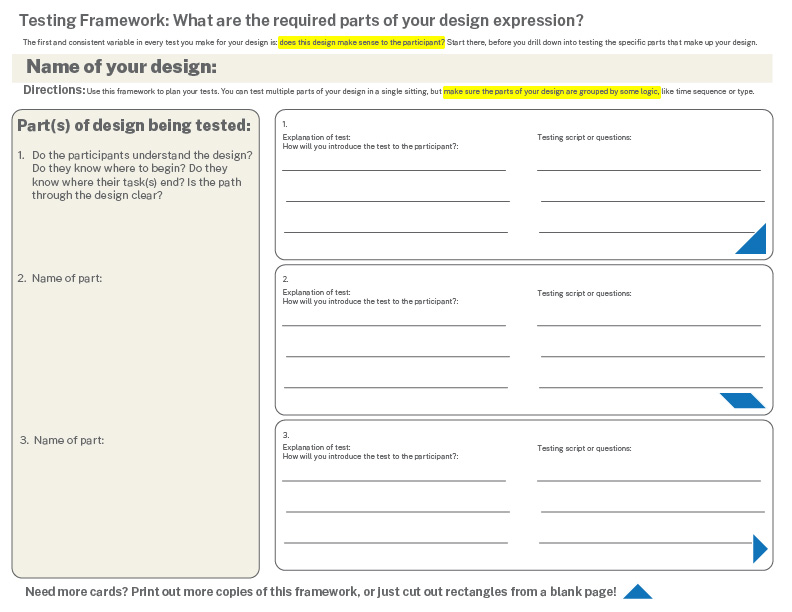 Testing Framework: What are the required parts of your design expression?
The first and consistent variable in every test you make for your design is: does this design make sense to the participant? Start there, before you drill down into testing the specific parts that make up your design.
Name of your design:
Directions: Use this framework to plan your tests. You can test multiple parts of your design in a single sitting, but make sure the parts of your design are grouped by some logic, like time sequence or type.
Part(s) of design being tested:
1. Do the participants understand the design?
Do they know where to begin? Do they
know where their task(s) end? Is the path
through the design clear?
2. Name of part:
3. Name of part:
1.
Explanation of test:
How will you introduce the test to the participant?:
Testing script or questions:
2.
Explanation of test:
How will you introduce the test to the participant?:
Testing script or questions:
3.
Explanation of test:
How will you introduce the test to the participant?:
Testing script or questions:
Need more cards? Print out more copies of this framework, or just cut out rectangles from a blank page!